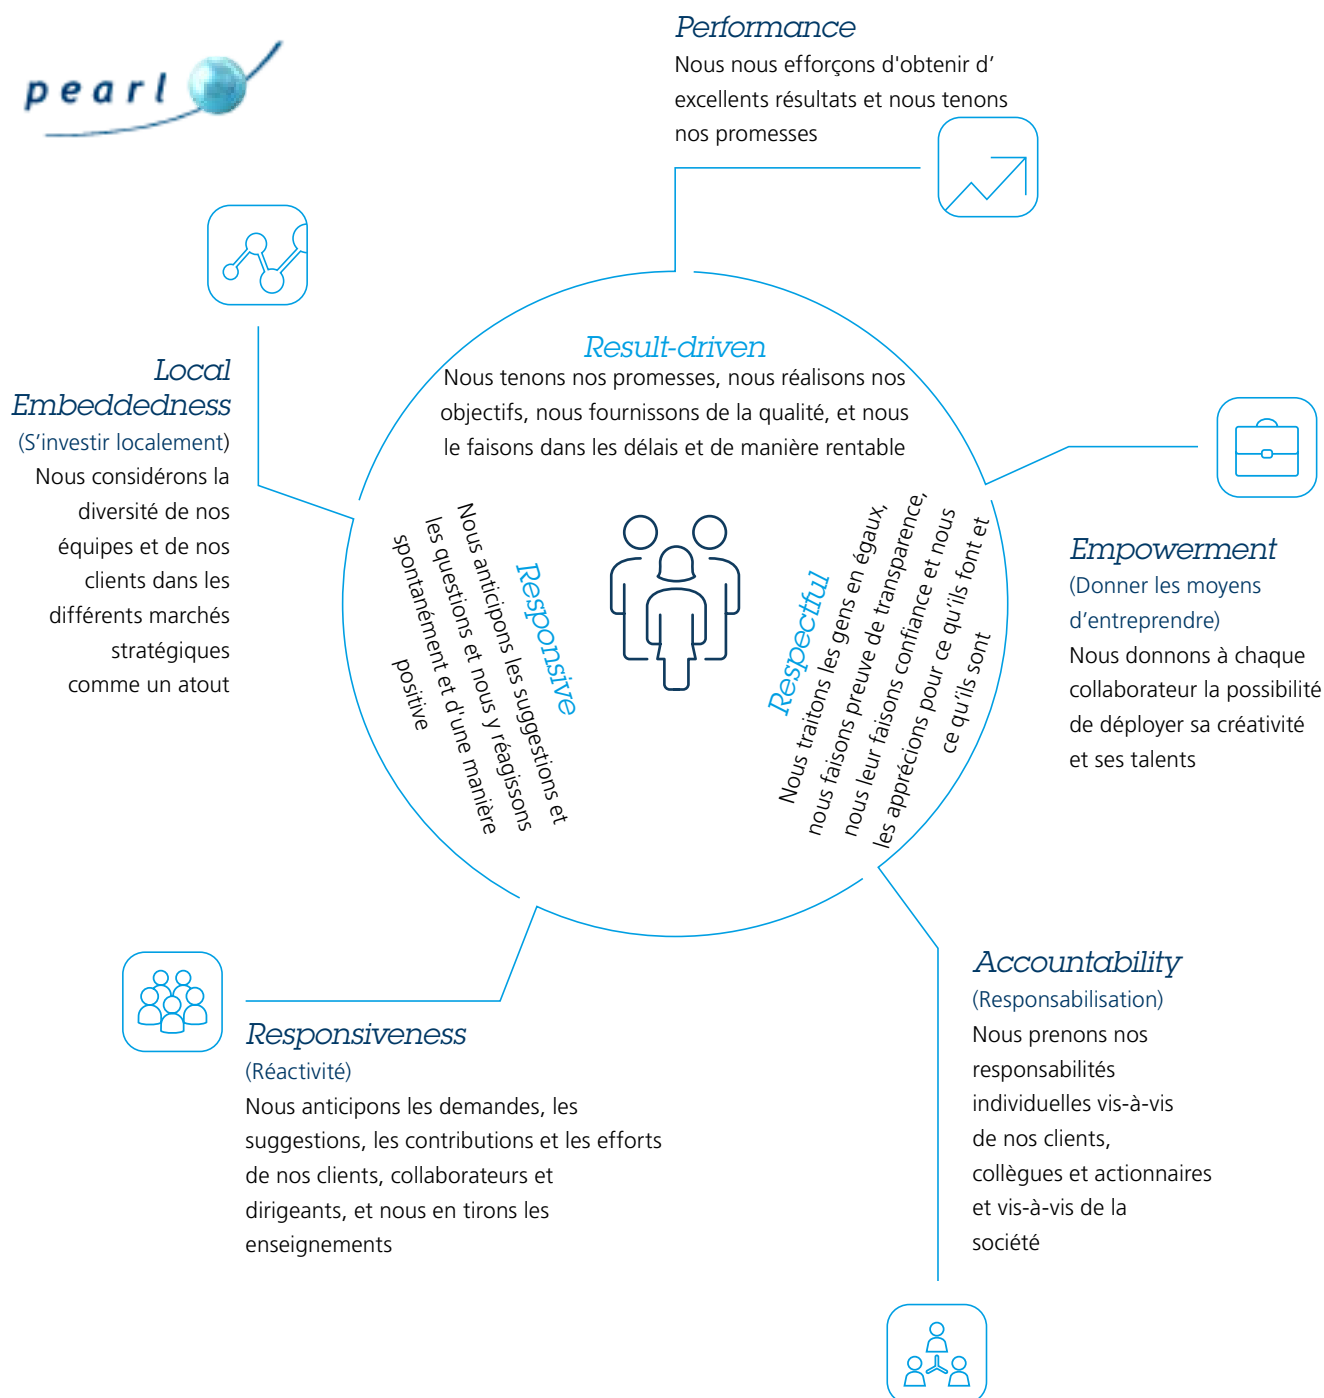 pearl
Performance
Nous nous efforçons d'obtenir d’
excellents résultats et nous tenons
nos promesses
Result-driven
Nous tenons nos promesses, nous réalisons nos
objectifs, nous fournissons de la qualité, et nous
le faisons dans les délais et de manière rentable
Local
Embeddedness
(S’investir localement)
Nous considérons la
diversité de nos
équipes et de nos
clients dans les
différents marchés
stratégiques
comme un atout
Responsive
Nous anticipons les suggestions et
les questions et nous y réagissons
spontanément et d'une manière
positive
Respectful
Nous traitons les gens en égaux,
nous faisons preuve de transparence,
nous leur faisons confiance et nous
les apprécions pour ce qu’ils font et
ce qu’ils sont
Empowerment
(Donner les moyens
d’entreprendre)
Nous donnons à chaque
collaborateur la possibilité
de déployer sa créativité
et ses talents
Accountability
(Responsabilisation)
Nous prenons nos
responsabilités
individuelles vis-à-vis
de nos clients,
collègues et actionnaires
et vis-à-vis de la
société
Responsiveness
(Réactivité)
Nous anticipons les demandes, les
suggestions, les contributions et les efforts
de nos clients, collaborateurs et
dirigeants, et nous en tirons les
enseignements